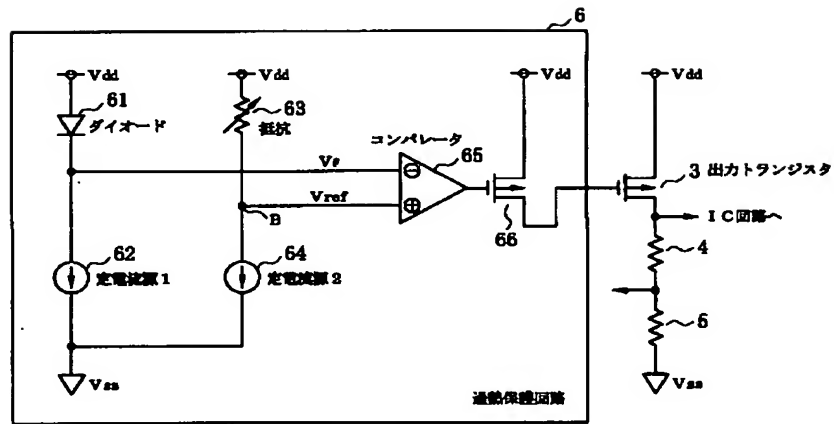 6
Vdd
Vdd
Vdd
Vdd
61
ダイオード
63
抵抗
コンパレータ
65
VF
⊖
Vref
⊕
B
66
3 出力トランジスタ
IC回路へ
4
62
定電流源1
64
定電流源2
5
Vss
Vss
過熱保護回路